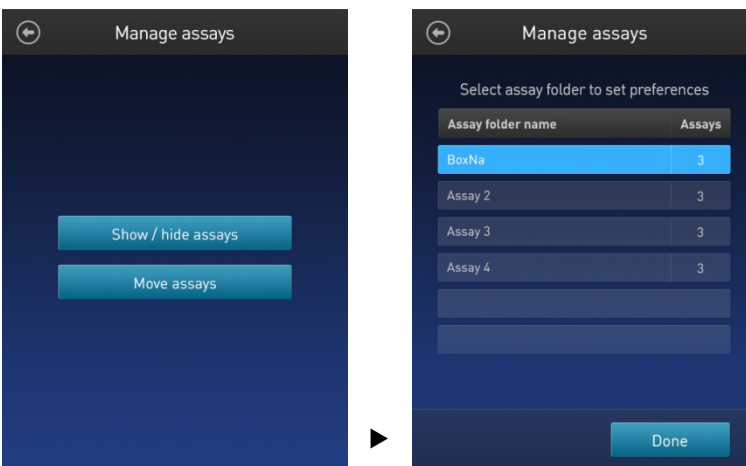 Manage assays
Show / hide assays
Move assays
Manage assays
Select assay folder to set preferences
Assay folder name Assays
BoxNa 3
Assay 2 3
Assay 3 3
Assay 4 3
Done